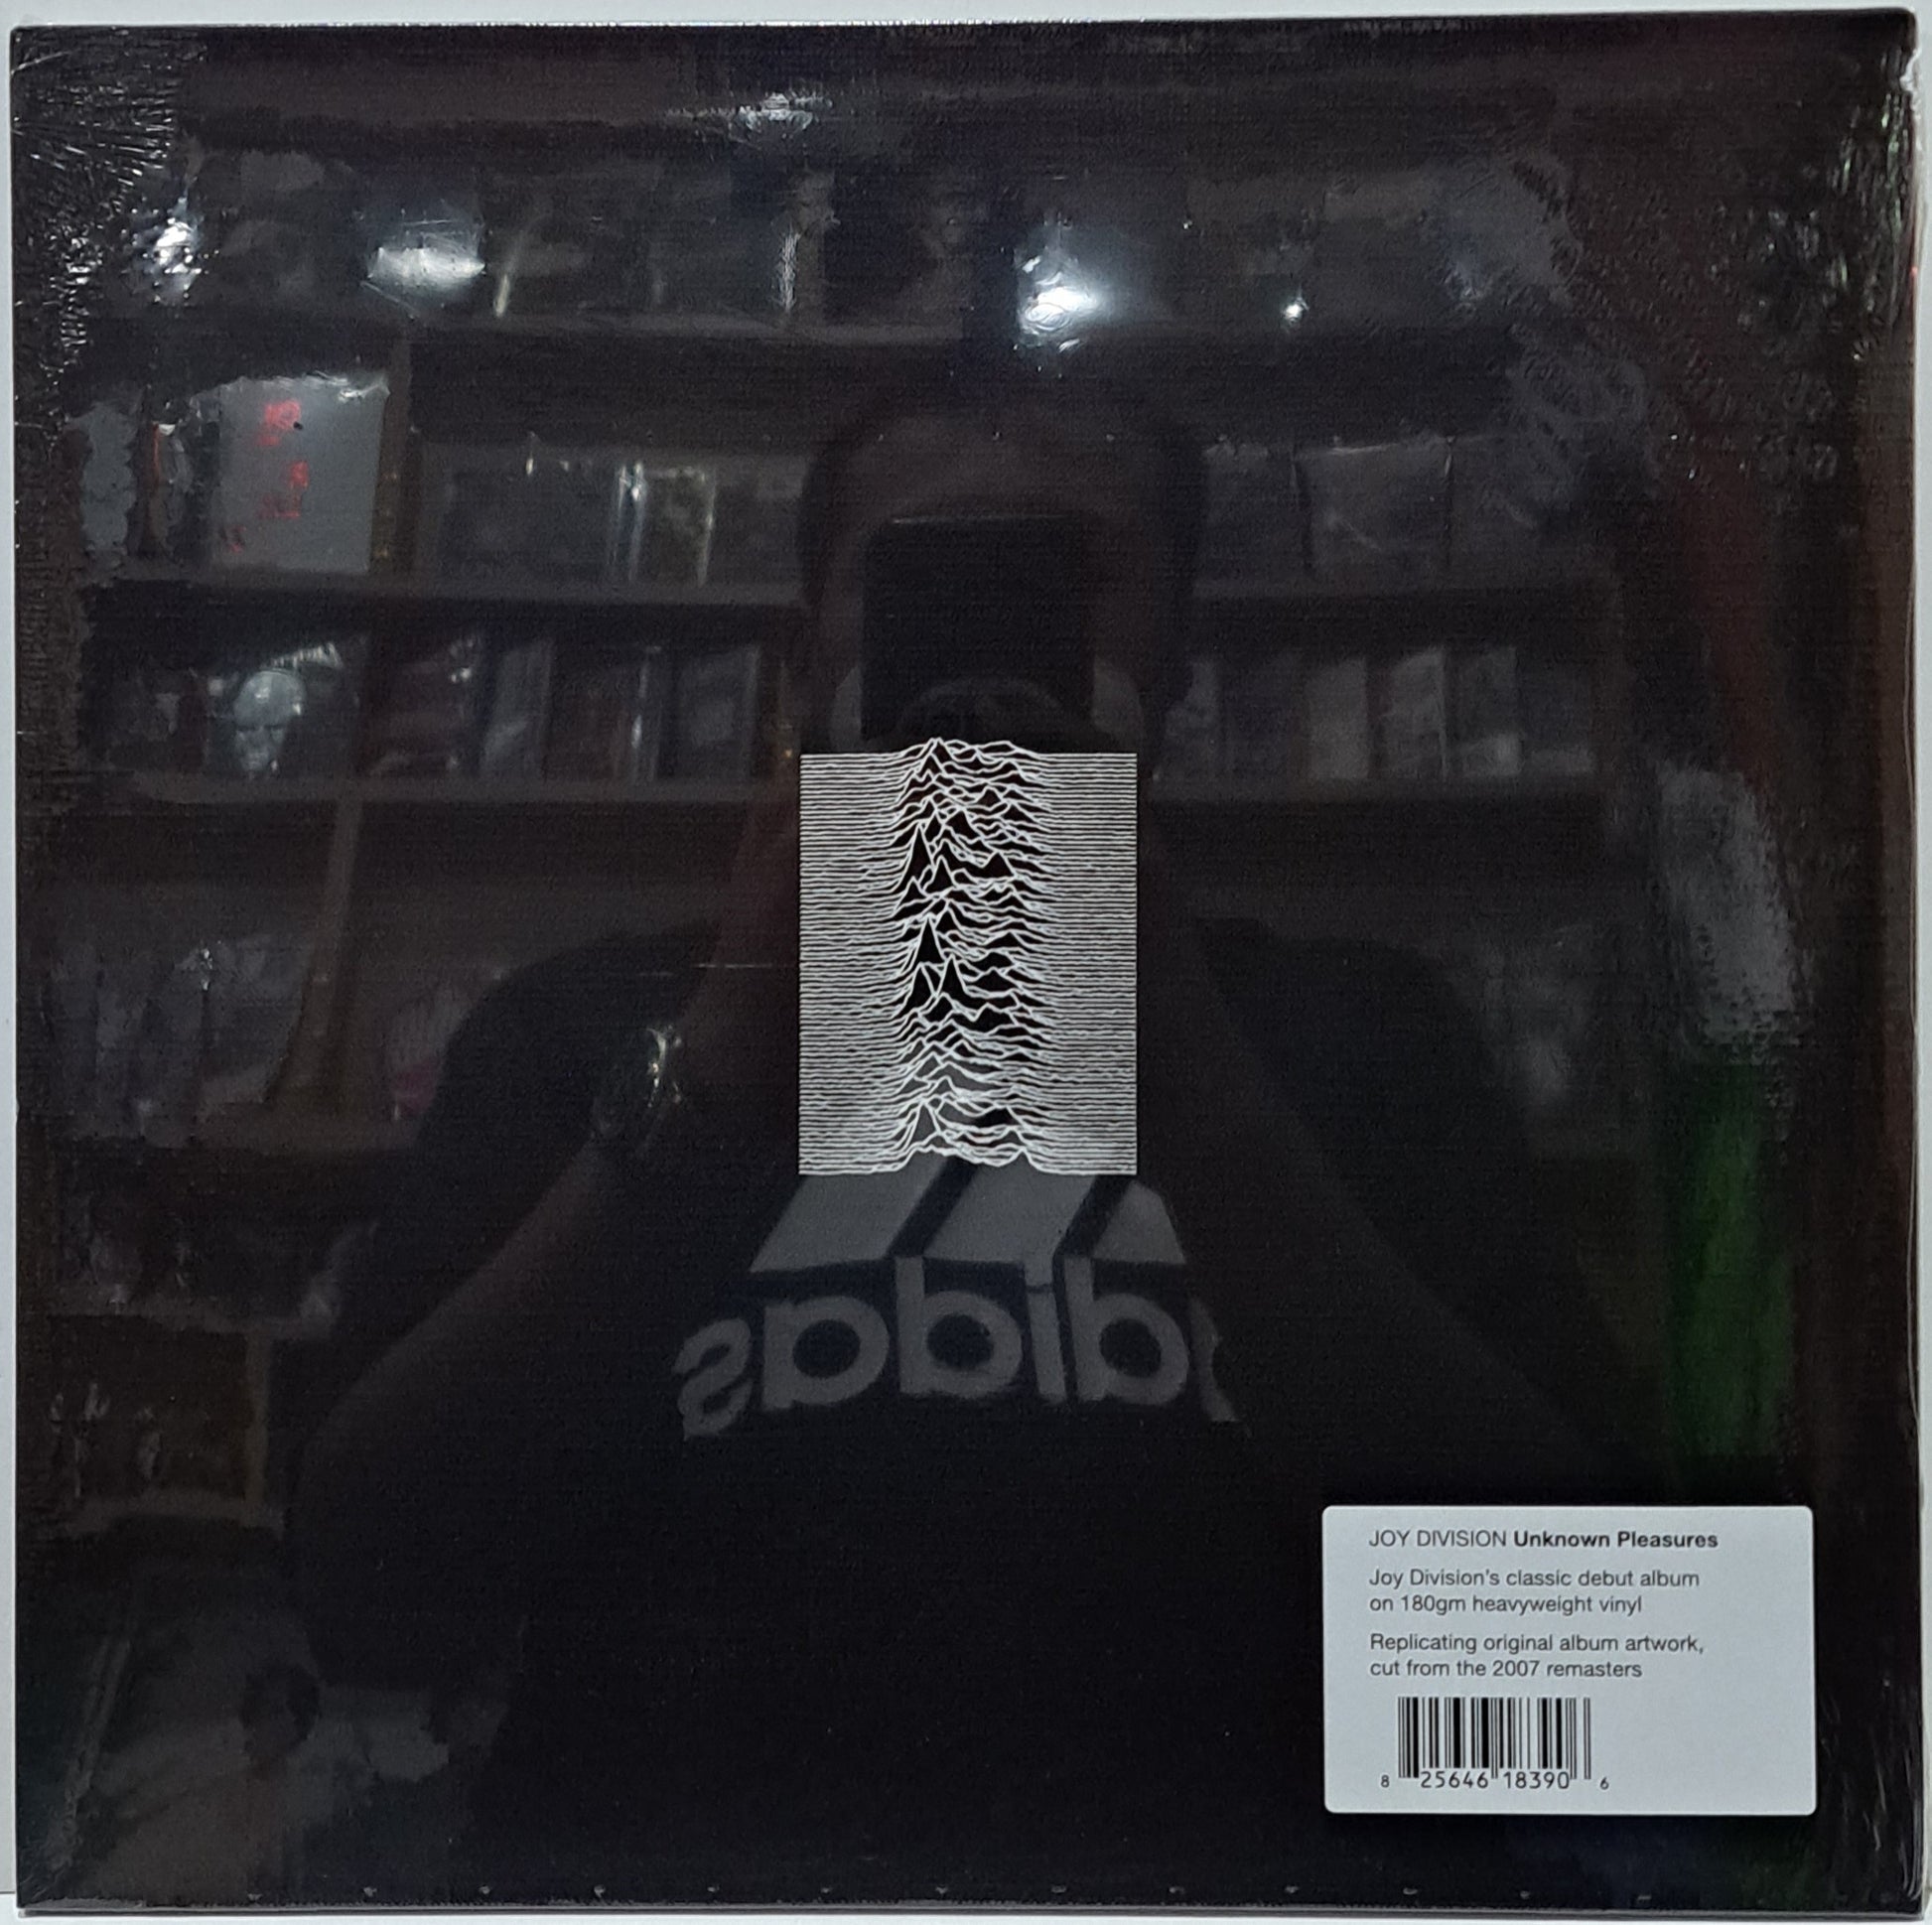 adidas
JOY DIVISION Unknown Pleasures
Joy Division's classic debut album
on 180gm heavyweight vinyl
Replicating original album artwork,
cut from the 2007 remasters
8 25646 18390 6